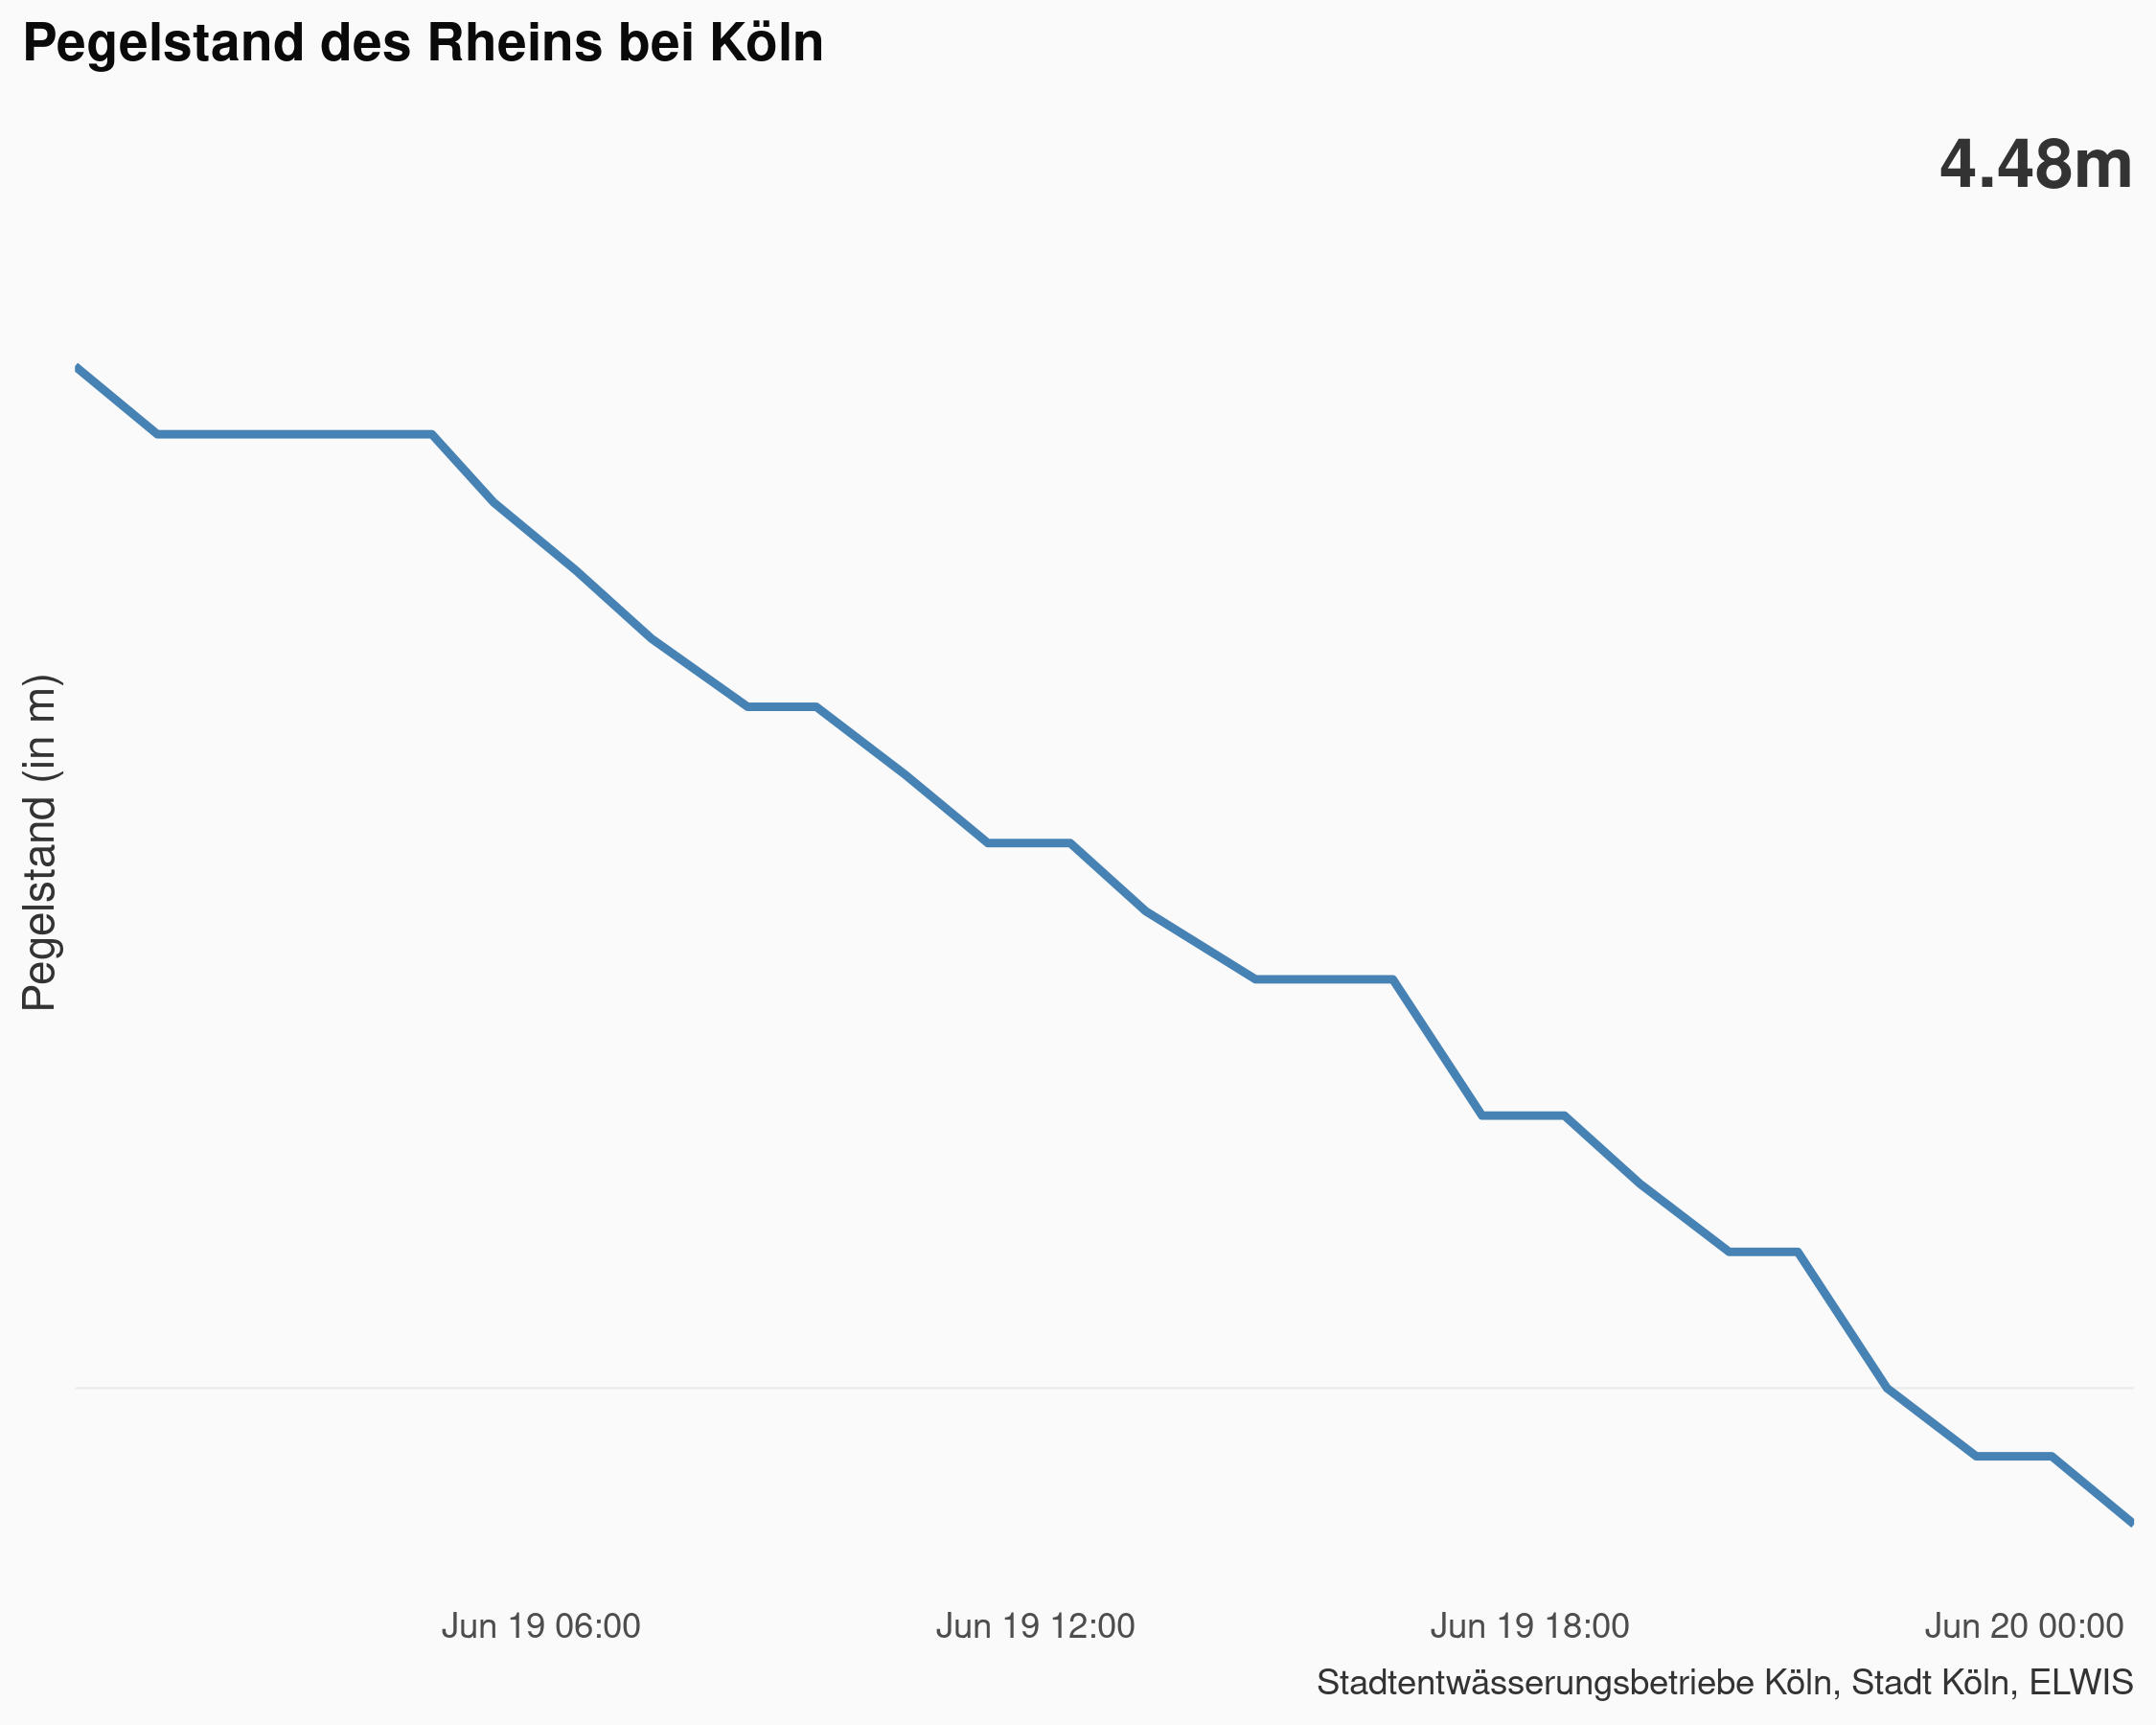 Pegelstand des Rheins bei Köln
4.48m
Pegelstand (in m)
Jun 19 06:00
Jun 19 12:00
Jun 19 18:00
Jun 20 00:00
Stadtentwässerungsbetriebe Köln, Stadt Köln, ELWIS